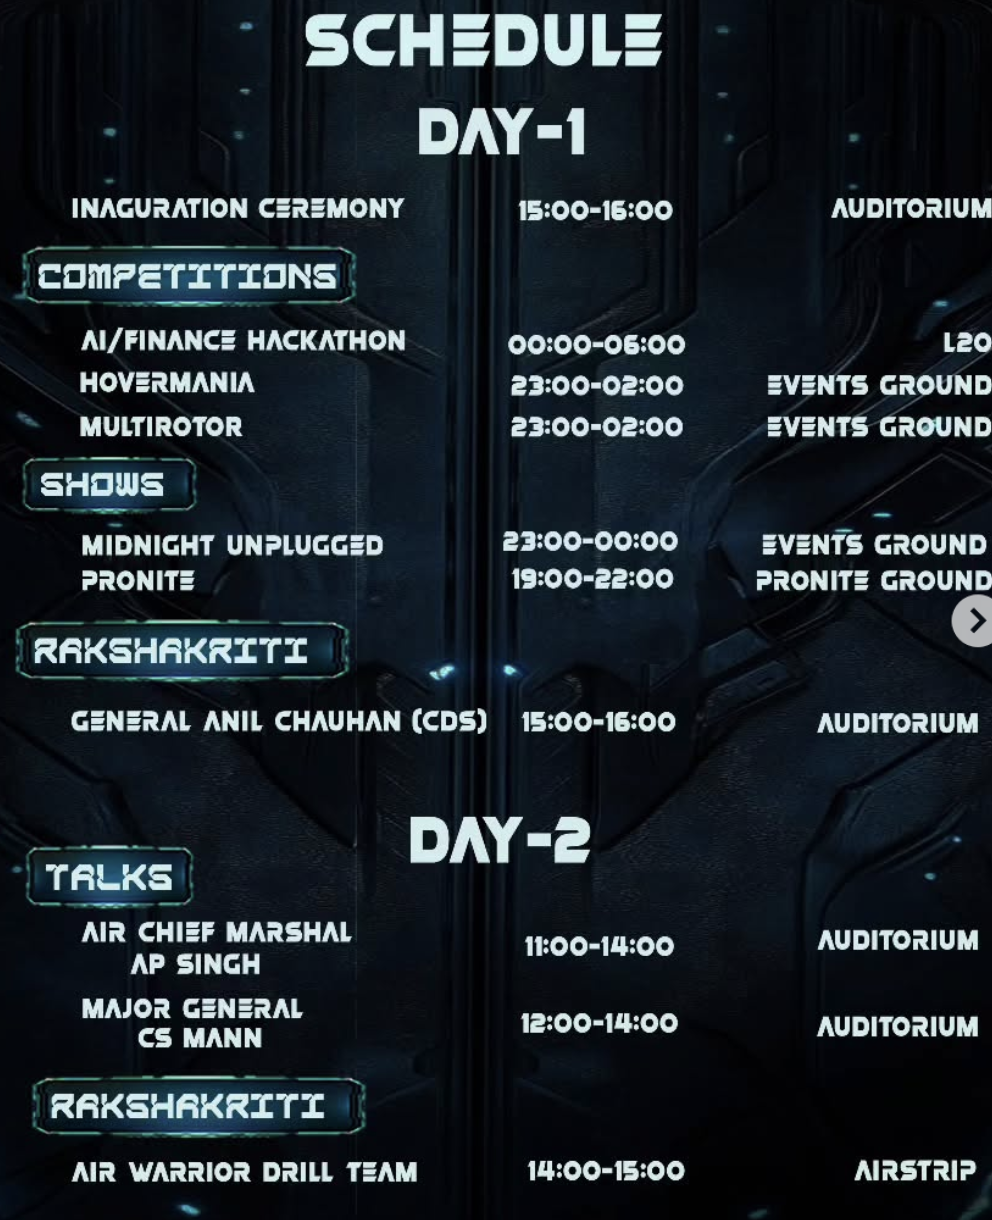 SCHEDULE
DAY-1
INAGURATION CEREMONY 15:00-16:00 AUDITORIUM
COMPETITIONS
AI/FINANCE HACKATHON 00:00-06:00 L20
HOVERMANIA 23:00-02:00 EVENTS GROUND
MULTIROTOR 23:00-02:00 EVENTS GROUND
SHOWS
MIDNIGHT UNPLUGGED 23:00-00:00 EVENTS GROUND
PRONITE 19:00-22:00 PRONITE GROUND
RAKSHAKRITI
GENERAL ANIL CHAUHAN (CDS) 15:00-16:00 AUDITORIUM
DAY-2
TALKS
AIR CHIEF MARSHAL
AP SINGH 11:00-14:00 AUDITORIUM
MAJOR GENERAL
CS MANN 12:00-14:00 AUDITORIUM
RAKSHAKRITI
AIR WARRIOR DRILL TEAM 14:00-15:00 AIRSTRIP